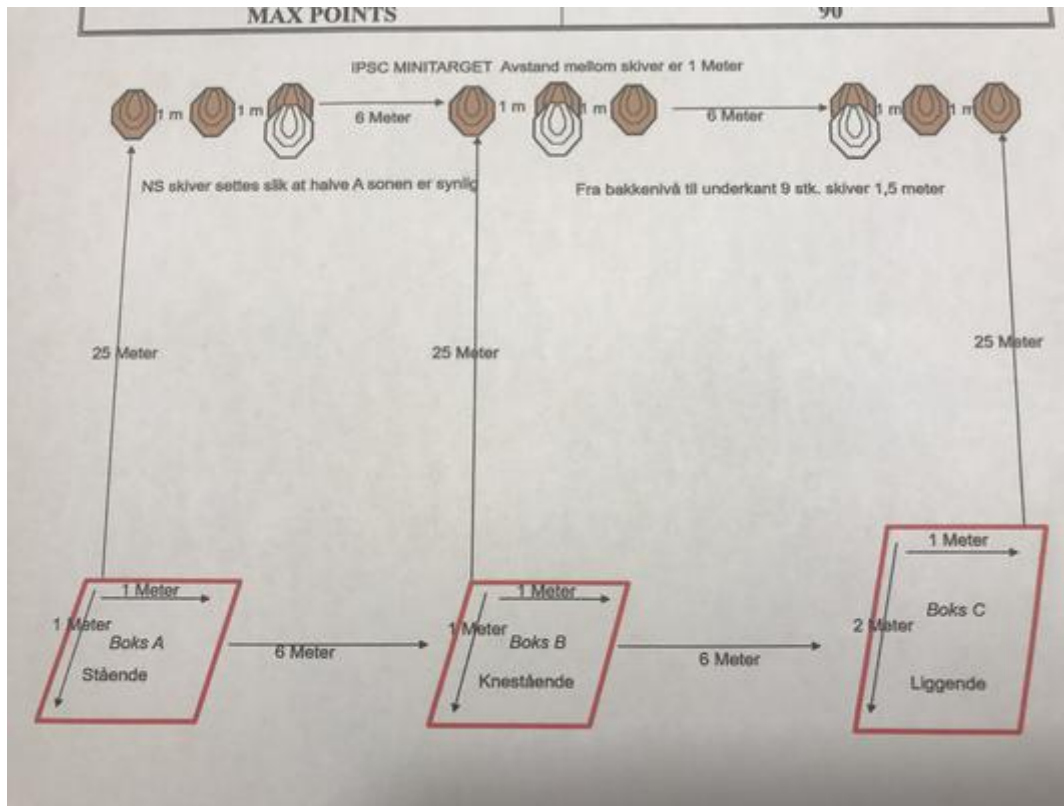 MAX POINTS 90
IPSC MINITARGET Avstand mellom skiver er 1 Meter
1 m 1 m 6 Meter 1 m 1 m 6 Meter 1 m 1 m
NS skiver settes slik at halve A sonen er synlig
Fra bakkenivå til underkant 9 stk. skiver 1,5 meter
25 Meter 25 Meter 25 Meter
1 Meter 1 Meter 1 Meter
1 Meter 1 Meter 2 Meter
Boks A Boks B Boks C
6 Meter 6 Meter
Stående Knestående Liggende